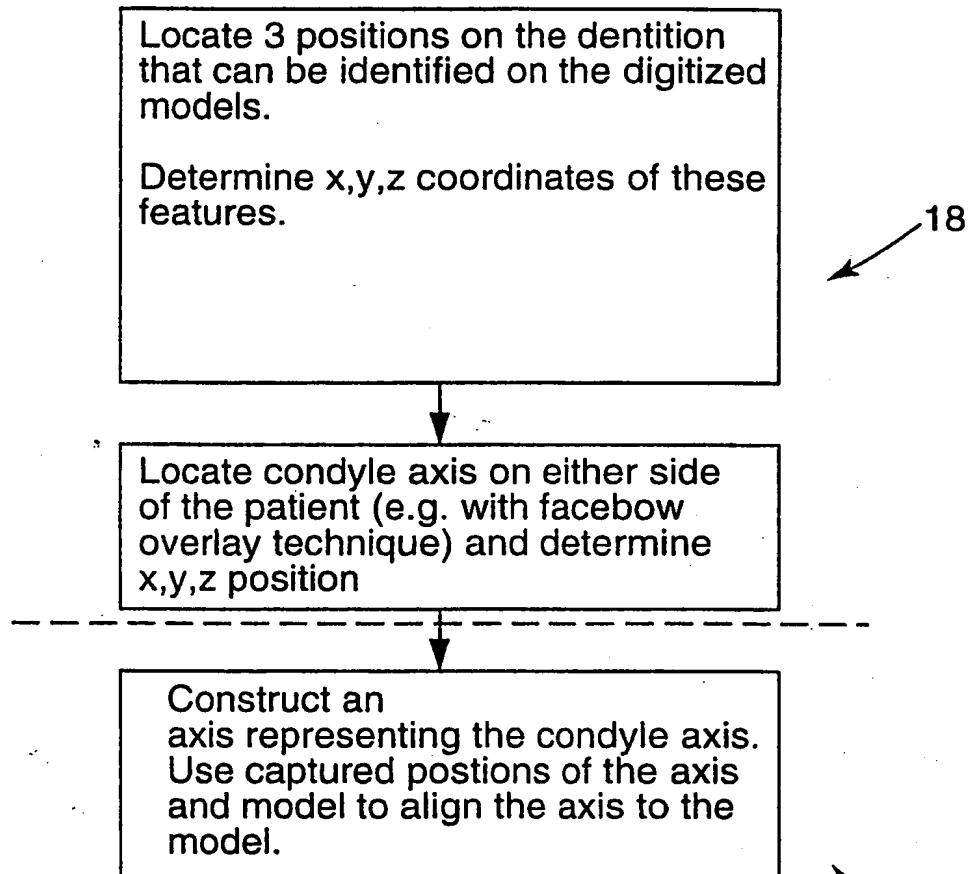 Locate 3 positions on the dentition
that can be identified on the digitized
models.
Determine x,y,z coordinates of these
features.
18
Locate condyle axis on either side
of the patient (e.g. with facebow
overlay technique) and determine
x,y,z position
Construct an
axis representing the condyle axis.
Use captured postions of the axis
and model to align the axis to the
model.